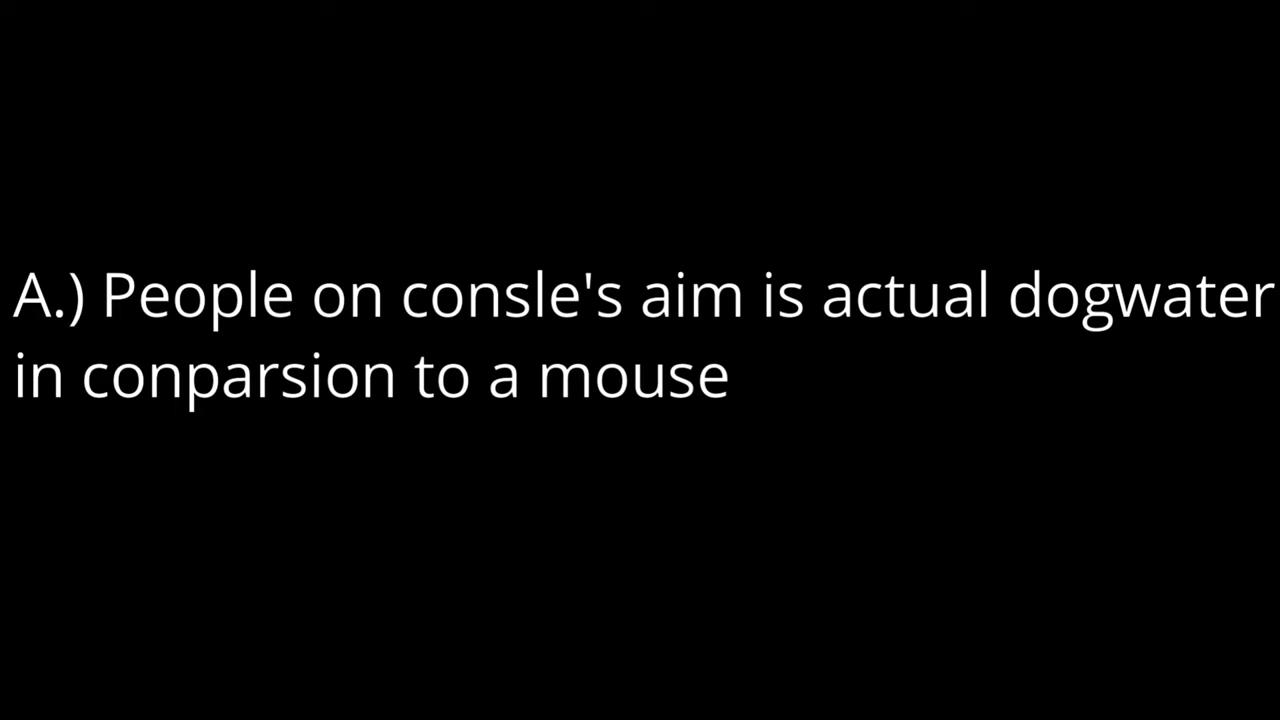 A.) People on consle's aim is actual dogwater
in conparsion to a mouse